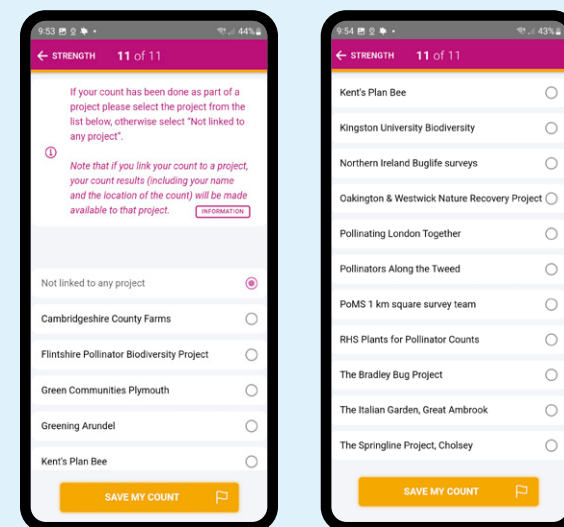 9:53 44%
← STRENGTH 11 of 11
If your count has been done as part of a
project please select the project from the
list below, otherwise select "Not linked to
any project".
Note that if you link your count to a project,
your count results (including your name
and the location of the count) will be made
available to that project. INFORMATION
Not linked to any project
Cambridgeshire County Farms
Flintshire Pollinator Biodiversity Project
Green Communities Plymouth
Greening Arundel
Kent's Plan Bee
SAVE MY COUNT
9:54 43%
← STRENGTH 11 of 11
Kent's Plan Bee
Kingston University Biodiversity
Northern Ireland Buglife surveys
Oakington & Westwick Nature Recovery Project
Pollinating London Together
Pollinators Along the Tweed
PoMS 1 km square survey team
RHS Plants for Pollinator Counts
The Bradley Bug Project
The Italian Garden, Great Ambrook
The Springline Project, Cholsey
SAVE MY COUNT